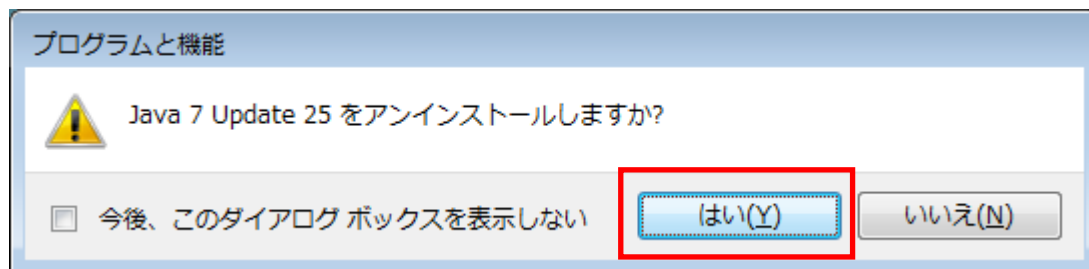 プログラムと機能
Java 7 Update 25 をアンインストールしますか?
今後、このダイアログ ボックスを表示しない
はい(Y)
いいえ(N)